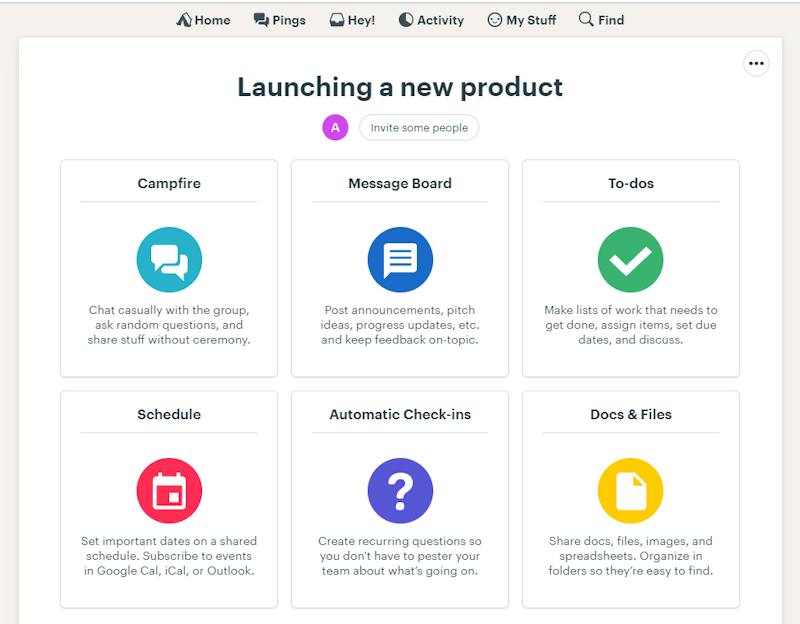 Home Pings Hey! Activity My Stuff Find
Launching a new product
A Invite some people
Campfire
Chat casually with the group,
ask random questions, and
share stuff without ceremony.
Message Board
Post announcements, pitch
ideas, progress updates, etc.
and keep feedback on-topic.
To-dos
Make lists of work that needs to
get done, assign items, set due
dates, and discuss.
Schedule
Set important dates on a shared
schedule. Subscribe to events
in Google Cal, iCal, or Outlook.
Automatic Check-ins
Create recurring questions so
you don't have to pester your
team about what's going on.
Docs & Files
Share docs, files, images, and
spreadsheets. Organize in
folders so they're easy to find.